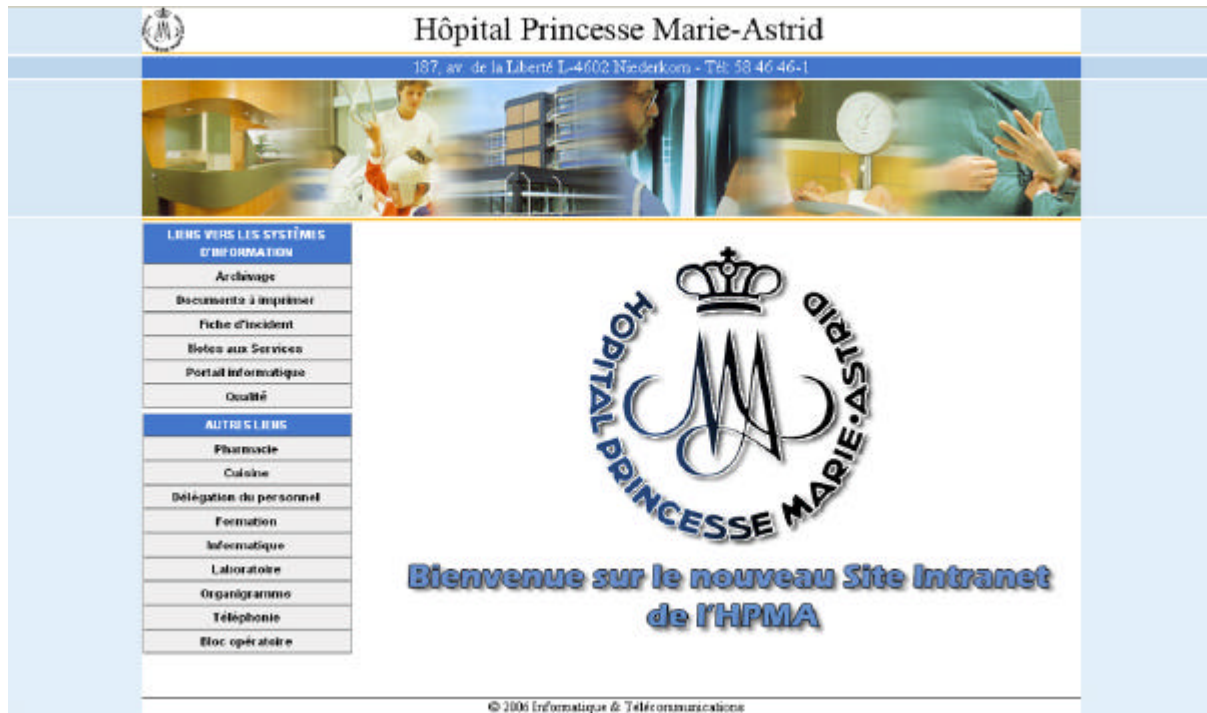 Hôpital Princesse Marie-Astrid
187, av. de la Liberté L-4602 Niederkorn - Tél: 58 46 46-1
LIENS VERS LES SYSTÈMES
D'INFORMATION
Archivage
Documents à imprimer
Fiche d'incident
Notes aux Services
Portail informatique
Qualité
AUTRES LIENS
Pharmacie
Cuisine
Délégation du personnel
Formation
Informatique
Laboratoire
Organigramme
Téléphonie
Bloc opératoire
HOPITAL PRINCESSE MARIE-ASTRID
Bienvenue sur le nouveau Site Intranet
de l'HPMA
© 2006 Informatique & Télécommunications